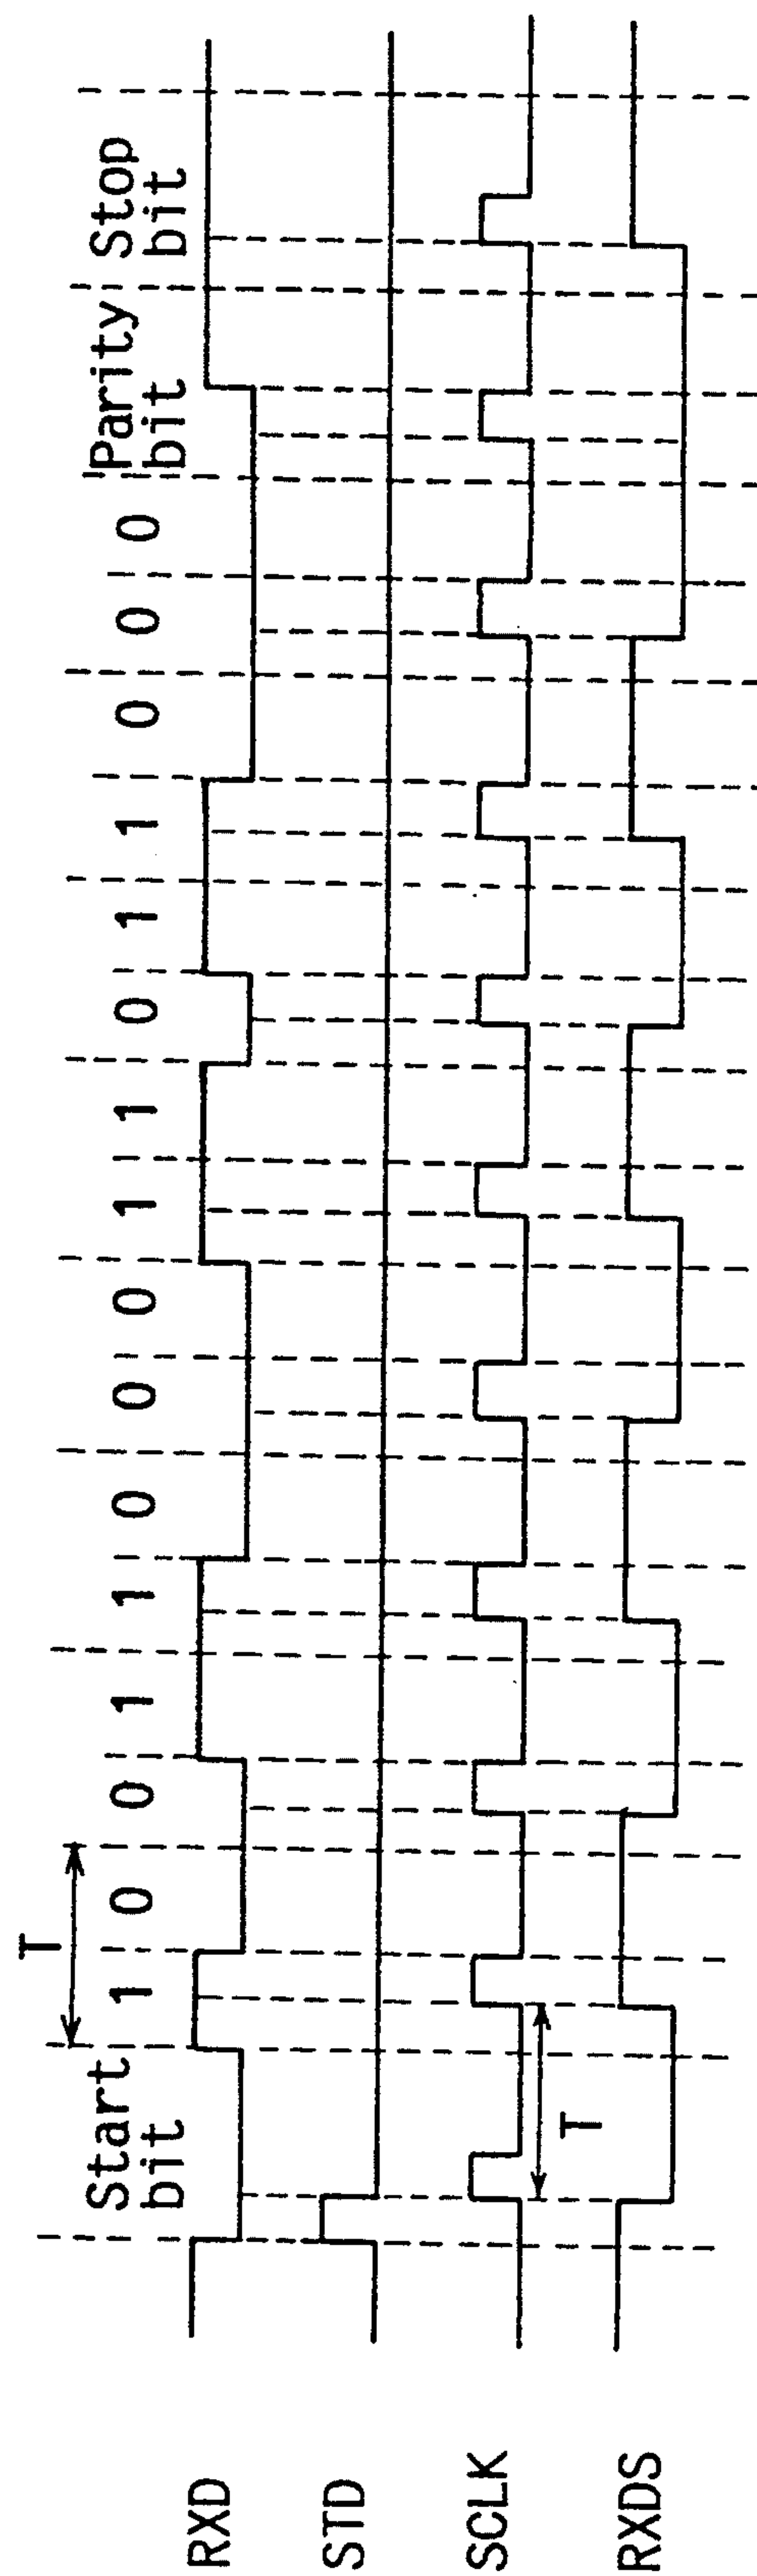 T
Start bit 1 0 0 1 1 0 0 0 1 1 0 1 1 0 0 0 Parity bit Stop bit
RXD
STD
SCLK
T
RXDS